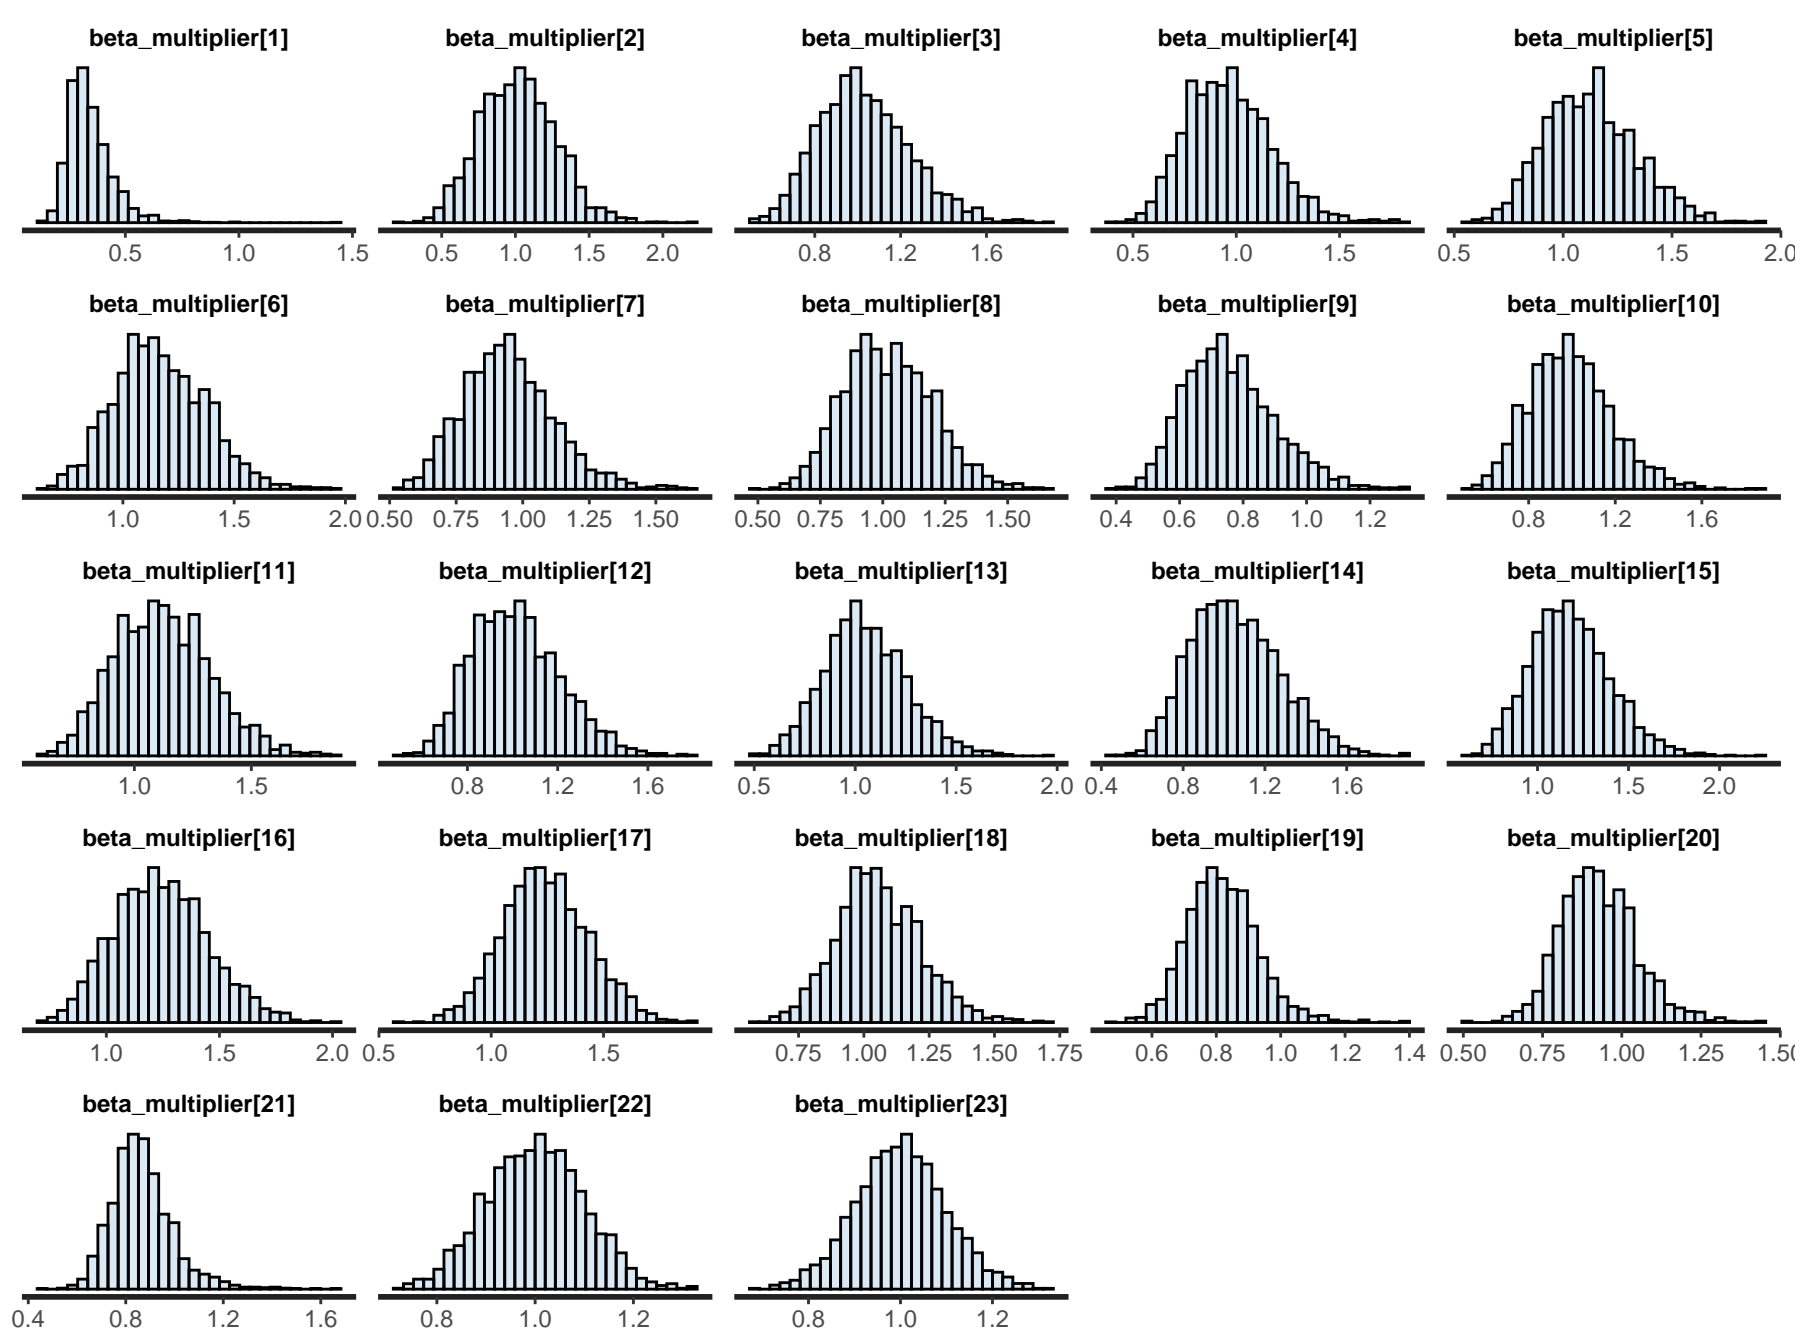 beta_multiplier[1] beta_multiplier[2] beta_multiplier[3] beta_multiplier[4] beta_multiplier[5]
0.5 1.0 1.5 0.5 1.0 1.5 2.0 0.8 1.2 1.6 0.5 1.0 1.5 0.5 1.0 1.5 2.0
beta_multiplier[6] beta_multiplier[7] beta_multiplier[8] beta_multiplier[9] beta_multiplier[10]
1.0 1.5 2.0 0.50 0.75 1.00 1.25 1.50 0.50 0.75 1.00 1.25 1.50 0.4 0.6 0.8 1.0 1.2 0.8 1.2 1.6
beta_multiplier[11] beta_multiplier[12] beta_multiplier[13] beta_multiplier[14] beta_multiplier[15]
1.0 1.5 0.8 1.2 1.6 0.5 1.0 1.5 2.0 0.4 0.8 1.2 1.6 1.0 1.5 2.0
beta_multiplier[16] beta_multiplier[17] beta_multiplier[18] beta_multiplier[19] beta_multiplier[20]
1.0 1.5 2.0 0.5 1.0 1.5 0.75 1.00 1.25 1.50 1.75 0.6 0.8 1.0 1.2 1.4 0.50 0.75 1.00 1.25 1.50
beta_multiplier[21] beta_multiplier[22] beta_multiplier[23]
0.4 0.8 1.2 1.6 0.8 1.0 1.2 0.8 1.0 1.2